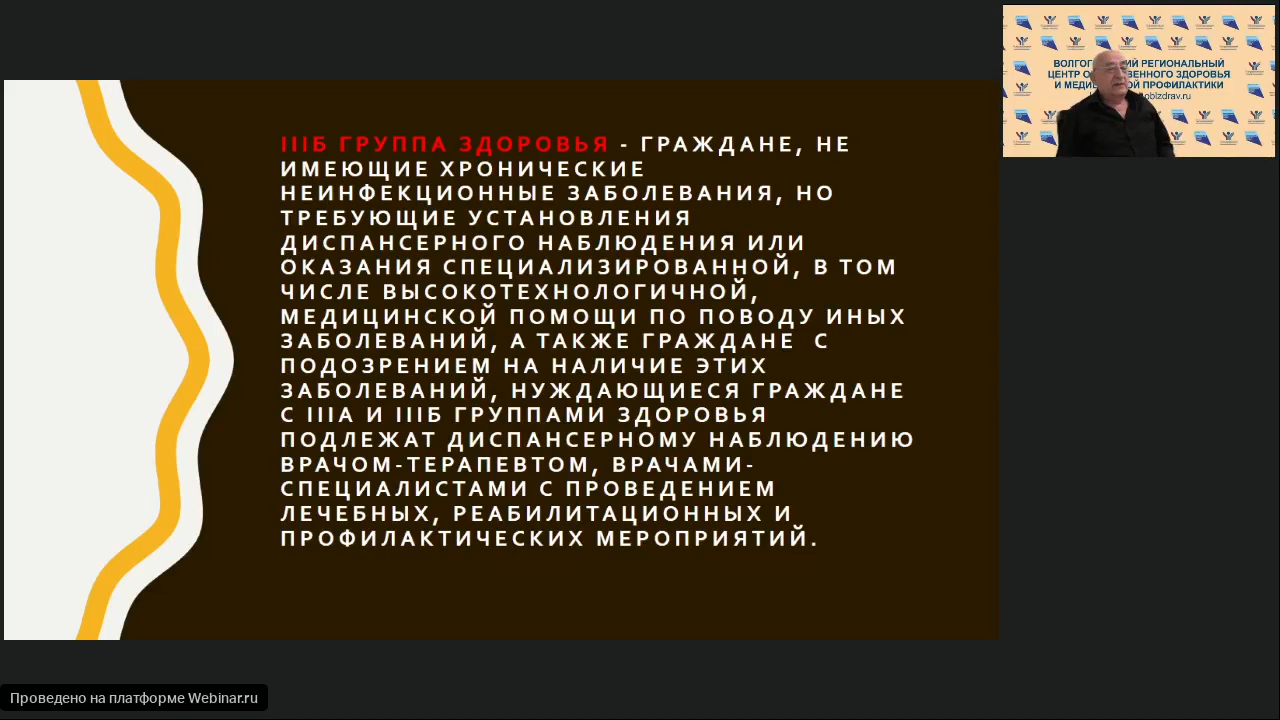 IIIБ ГРУППА ЗДОРОВЬЯ - ГРАЖДАНЕ, НЕ
ИМЕЮЩИЕ ХРОНИЧЕСКИЕ
НЕИНФЕКЦИОННЫЕ ЗАБОЛЕВАНИЯ, НО
ТРЕБУЮЩИЕ УСТАНОВЛЕНИЯ
ДИСПАНСЕРНОГО НАБЛЮДЕНИЯ ИЛИ
ОКАЗАНИЯ СПЕЦИАЛИЗИРОВАННОЙ, В ТОМ
ЧИСЛЕ ВЫСОКОТЕХНОЛОГИЧНОЙ,
МЕДИЦИНСКОЙ ПОМОЩИ ПО ПОВОДУ ИНЫХ
ЗАБОЛЕВАНИЙ, А ТАКЖЕ ГРАЖДАНЕ С
ПОДОЗРЕНИЕМ НА НАЛИЧИЕ ЭТИХ
ЗАБОЛЕВАНИЙ, НУЖДАЮЩИЕСЯ ГРАЖДАНЕ
С IIIА И IIIБ ГРУППАМИ ЗДОРОВЬЯ
ПОДЛЕЖАТ ДИСПАНСЕРНОМУ НАБЛЮДЕНИЮ
ВРАЧОМ-ТЕРАПЕВТОМ, ВРАЧАМИ-
СПЕЦИАЛИСТАМИ С ПРОВЕДЕНИЕМ
ЛЕЧЕБНЫХ, РЕАБИЛИТАЦИОННЫХ И
ПРОФИЛАКТИЧЕСКИХ МЕРОПРИЯТИЙ.
РЕГИОНАЛЬНЫЙ
ЦЕНТР ЗДОРОВЬЯ
И ПРОФИЛАКТИКИ
Проведено на платформе Webinar.ru